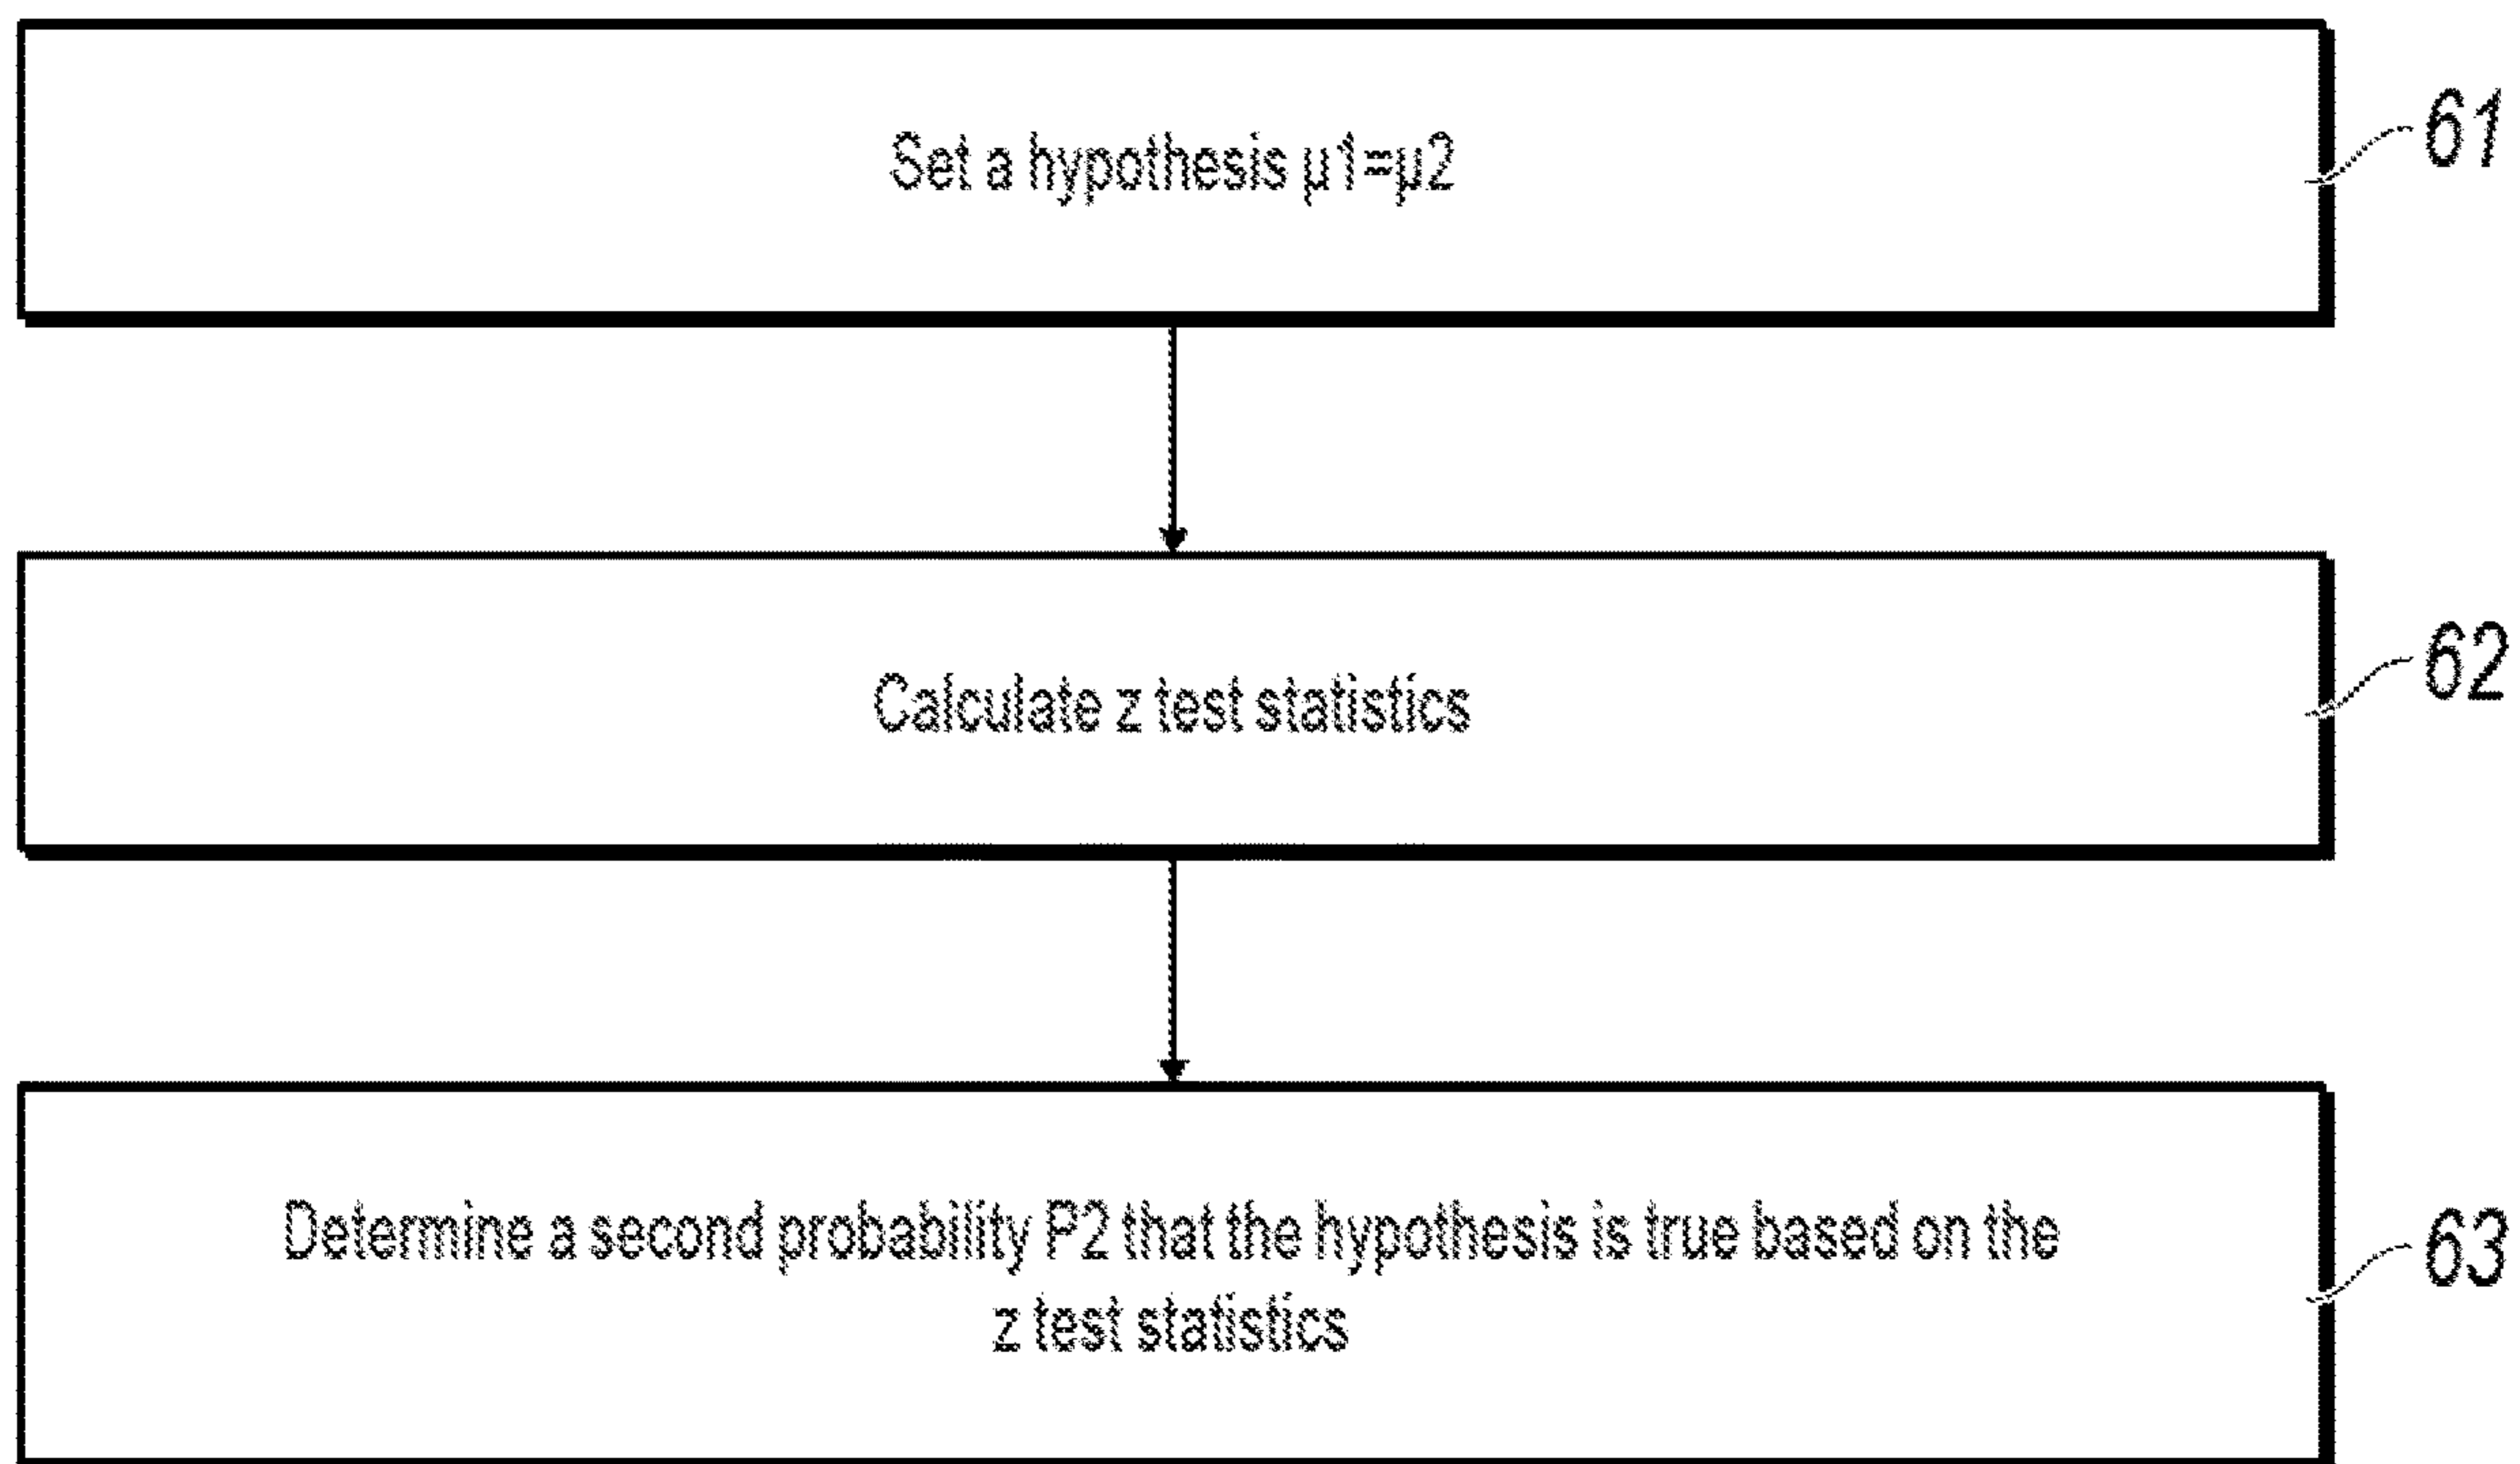 Set a hypothesis μ1=μ2
61
Calculate z test statistics
62
Determine a second probability P2 that the hypothesis is true based on the
z test statistics
63